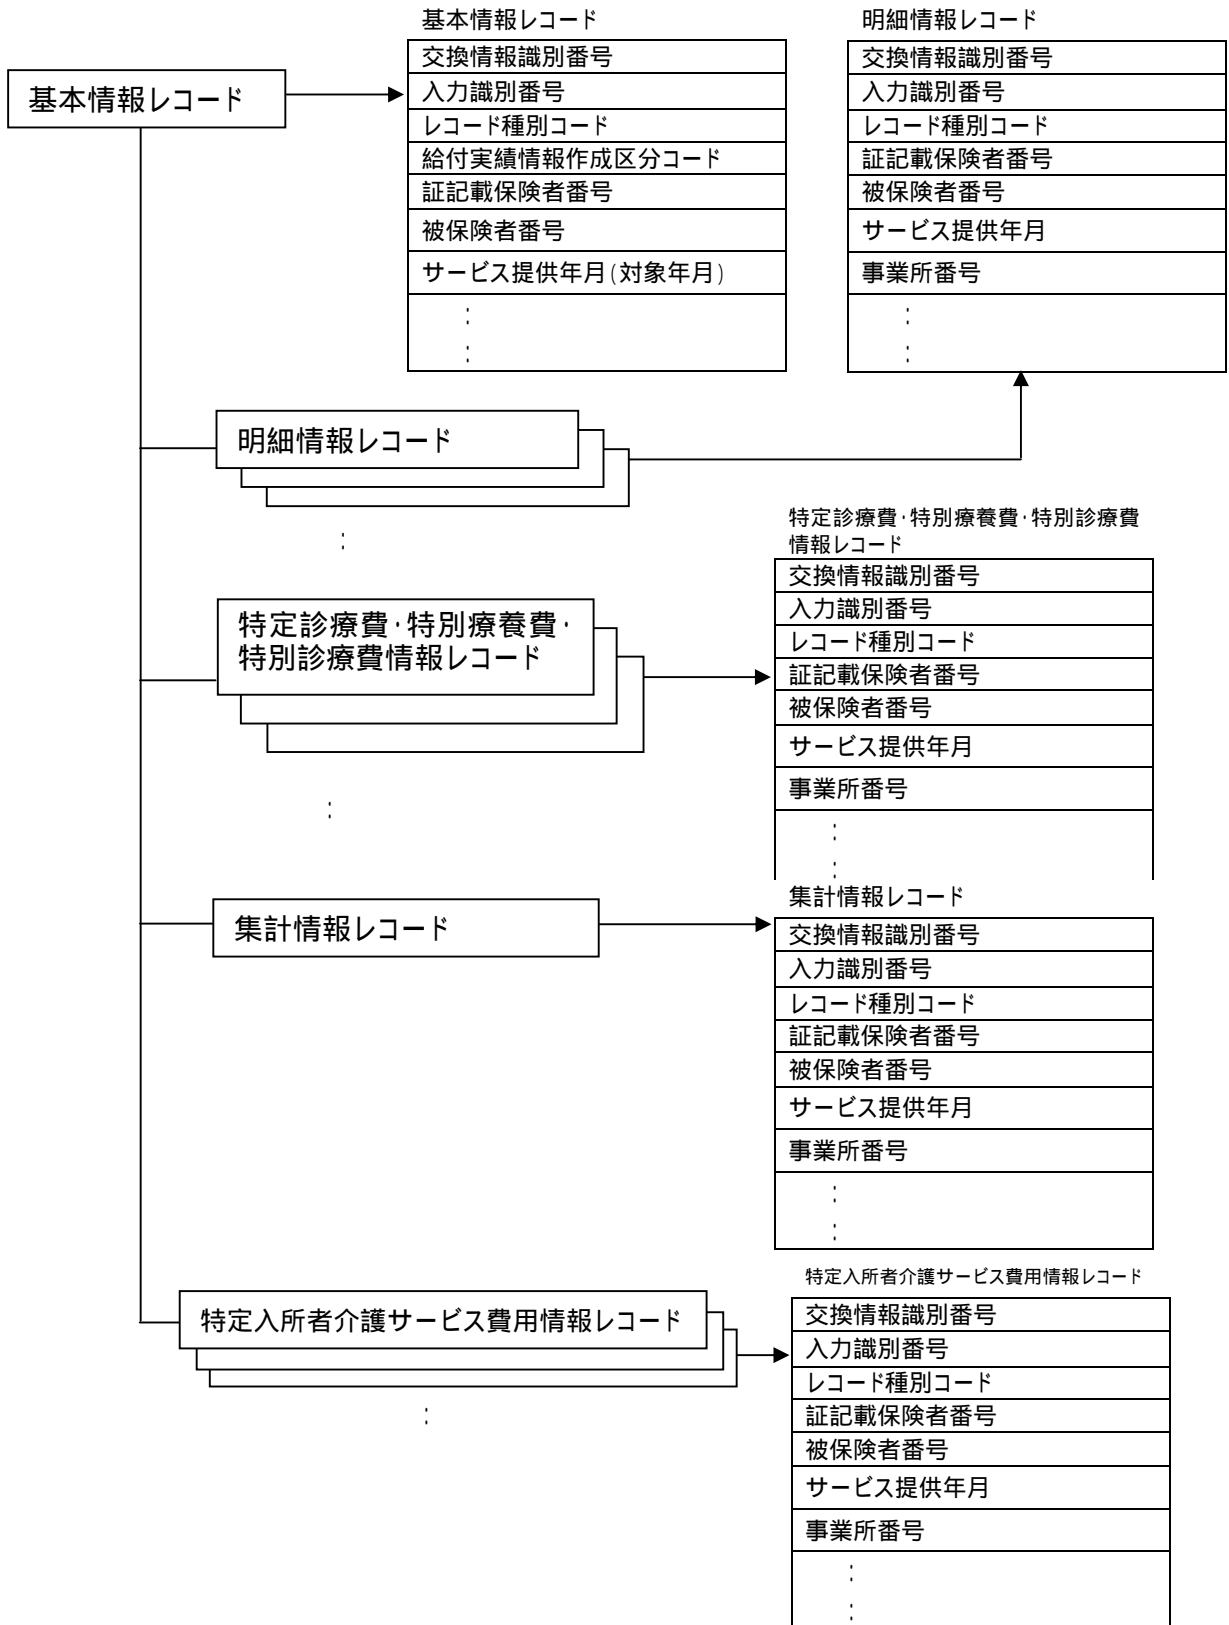 基本情報レコード
基本情報レコード
交換情報識別番号
入力識別番号
レコード種別コード
給付実績情報作成区分コード
証記載保険者番号
被保険者番号
サービス提供年月(対象年月)
:
:
明細情報レコード
交換情報識別番号
入力識別番号
レコード種別コード
証記載保険者番号
被保険者番号
サービス提供年月
事業所番号
:
:
明細情報レコード
:
特定診療費・特別療養費・
特別診療費情報レコード
:
特定診療費・特別療養費・特別診療費
情報レコード
交換情報識別番号
入力識別番号
レコード種別コード
証記載保険者番号
被保険者番号
サービス提供年月
事業所番号
:
:
集計情報レコード
集計情報レコード
交換情報識別番号
入力識別番号
レコード種別コード
証記載保険者番号
被保険者番号
サービス提供年月
事業所番号
:
:
特定入所者介護サービス費用情報レコード
:
特定入所者介護サービス費用情報レコード
交換情報識別番号
入力識別番号
レコード種別コード
証記載保険者番号
被保険者番号
サービス提供年月
事業所番号
:
: